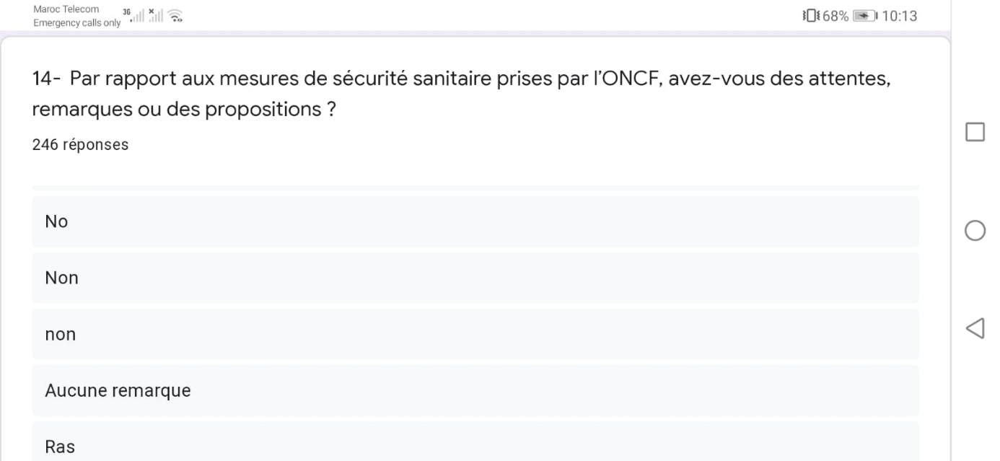 Maroc Telecom
Emergency calls only
3G
68%
10:13
14- Par rapport aux mesures de sécurité sanitaire prises par l’ONCF, avez-vous des attentes,
remarques ou des propositions ?
246 réponses
No
Non
non
Aucune remarque
Ras